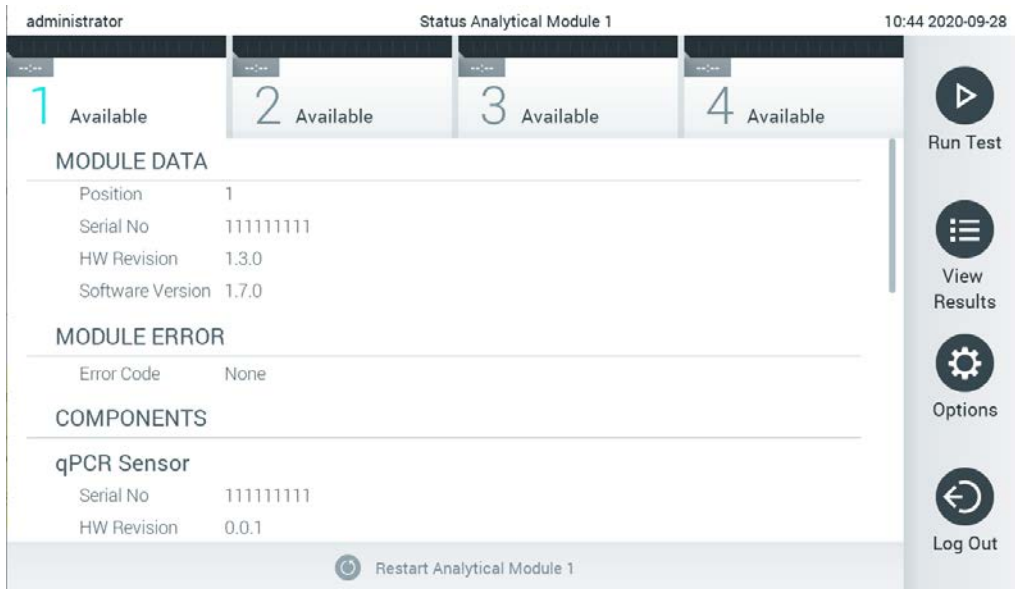 administrator Status Analytical Module 1 10:44 2020-09-28
--:-- --:-- --:-- --:--
1 Available 2 Available 3 Available 4 Available
Run Test
MODULE DATA
Position 1
Serial No 111111111
HW Revision 1.3.0
Software Version 1.7.0
View
Results
MODULE ERROR
Error Code None
Options
COMPONENTS
qPCR Sensor
Serial No 111111111
HW Revision 0.0.1
Log Out
Restart Analytical Module 1